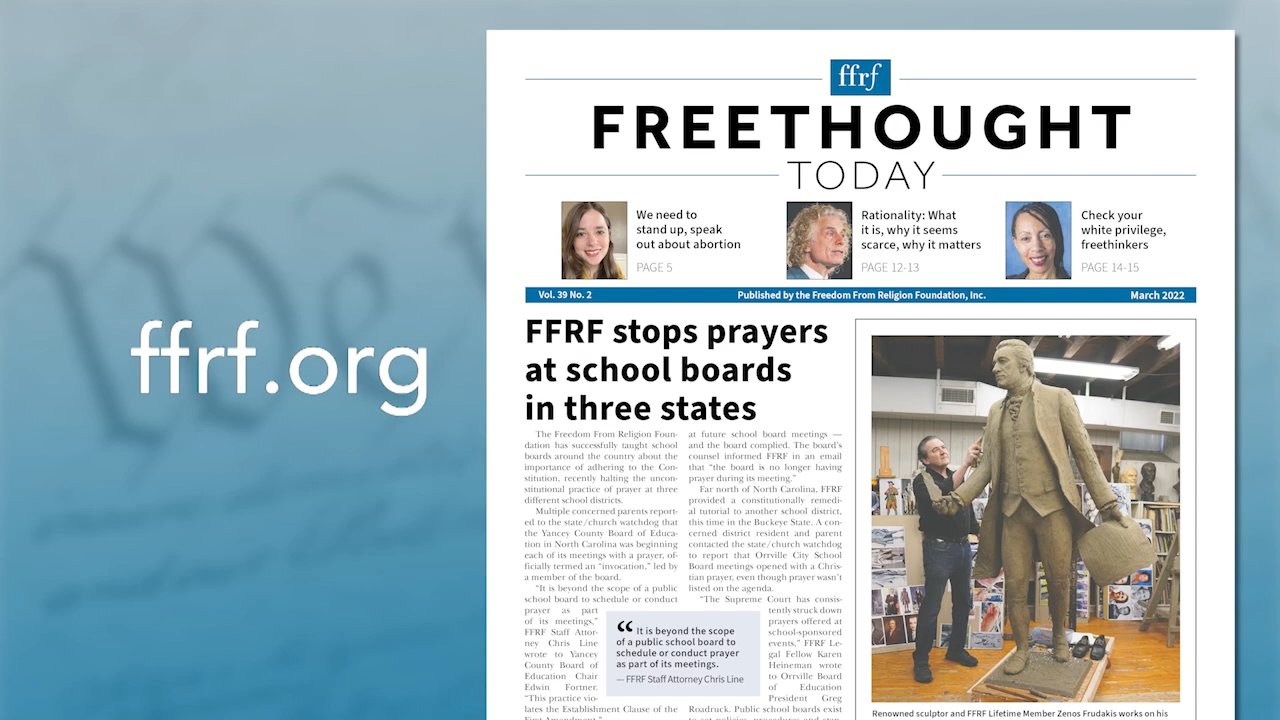 ffrf.org
ffrf
FREETHOUGHT
TODAY
We need to
stand up, speak
out about abortion
PAGE 5
Rationality: What
it is, why it seems
scarce, why it matters
PAGE 12-13
Check your
white privilege,
freethinkers
PAGE 14-15
Vol. 39 No. 2 Published by the Freedom From Religion Foundation, Inc. March 2022
FFRF stops prayers
at school boards
in three states
The Freedom From Religion Foun-
dation has successfully taught school
boards around the country about the
importance of adhering to the Con-
stitution, recently halting the uncon-
stitutional practice of prayer at three
different school districts.
Multiple concerned parents report-
ed to the state/church watchdog that
the Yancey County Board of Educa-
tion in North Carolina was beginning
each of its meetings with a prayer, of-
ficially termed an “invocation,” led by
a member of the board.
“It is beyond the scope of a public
school board to schedule or conduct
prayer as part
of its meetings,”
FFRF Staff Attor-
ney Chris Line
wrote to Yancey
County Board of
Education Chair
Edwin Fortner.
“This practice vio-
lates the Establishment Clause of the
First Amendment.”
at future school board meetings —
and the board complied. The board’s
counsel informed FFRF in an email
that “the board is no longer having
prayer during its meeting.”
Far north of North Carolina, FFRF
provided a constitutionally remedi-
al tutorial to another school district,
this time in the Buckeye State. A con-
cerned district resident and parent
contacted the state/church watchdog
to report that Orrville City School
Board meetings opened with a Chris-
tian prayer, even though prayer wasn’t
listed on the agenda.
“The Supreme Court has consis-
tently struck down
prayers offered at
school-sponsored
events,” FFRF Le-
gal Fellow Karen
Heineman wrote
to Orrville Board
of Education
President Greg
Roadruck. Public school boards exist
“ It is beyond the scope
of a public school board to
schedule or conduct prayer
as part of its meetings.
— FFRF Staff Attorney Chris Line
Renowned sculptor and FFRF Lifetime Member Zenos Frudakis works on his